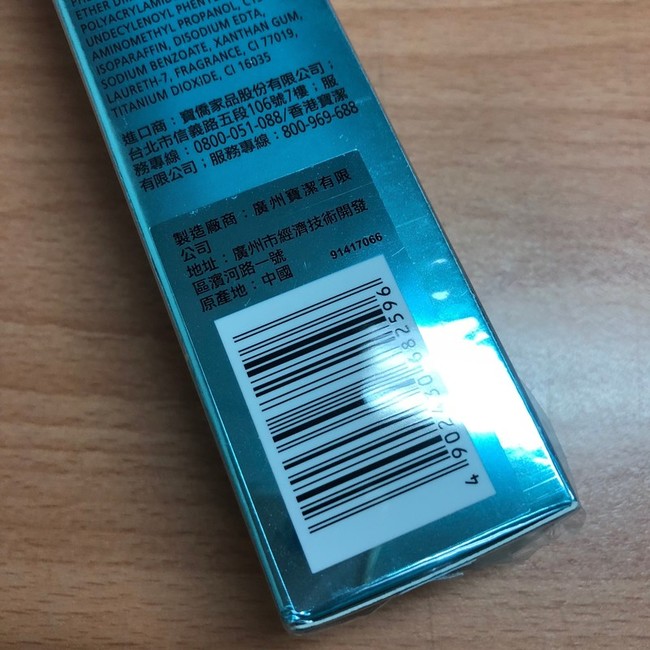 ETHER DI
POLYACRYLAMID
UNDECYLENOYL PHENY
AMINOMETHYL PROPANOL,
ISOPARAFFIN, DISODIUM EDTA,
SODIUM BENZOATE, XANTHAN GUM,
LAURETH-7, FRAGRANCE, CI 77019,
TITANIUM DIOXIDE, CI 16035
進口商：寶僑家品股份有限公司；
台北市信義路五段106號7樓；服
務專線：0800-051-088/香港寶潔
有限公司；服務專線：800-969-688
製造廠商：廣州寶潔有限
公司
地址：廣州市經濟技術開發
區濱河路一號
原產地：中國
91417066
4 902430 682596